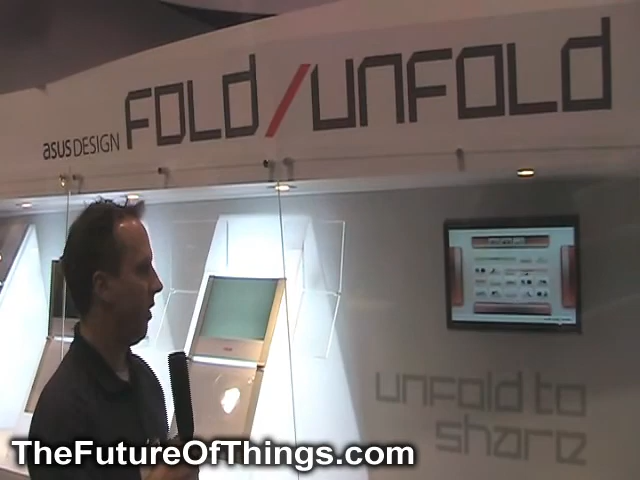 asus DESIGN FOLD/UNFOLD
unfold to
share
TheFutureOfThings.com